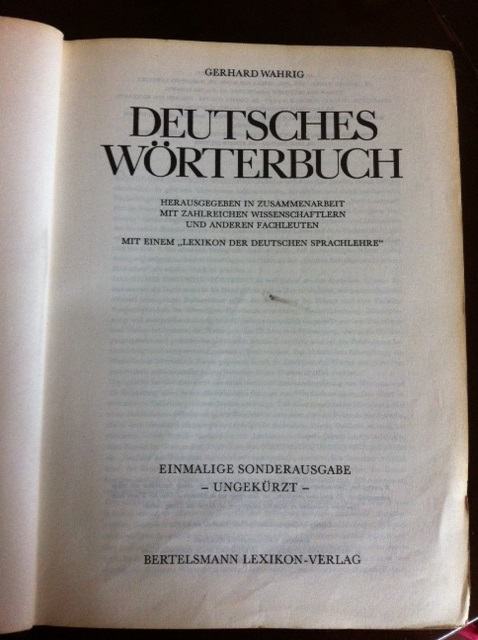 GERHARD WAHRIG
DEUTSCHES
WÖRTERBUCH
HERAUSGEGEBEN IN ZUSAMMENARBEIT
MIT ZAHLREICHEN WISSENSCHAFTLERN
UND ANDEREN FACHLEUTEN
MIT EINEM „LEXIKON DER DEUTSCHEN SPRACHLEHRE“
EINMALIGE SONDERAUSGABE
– UNGEKÜRZT –
BERTELSMANN LEXIKON-VERLAG